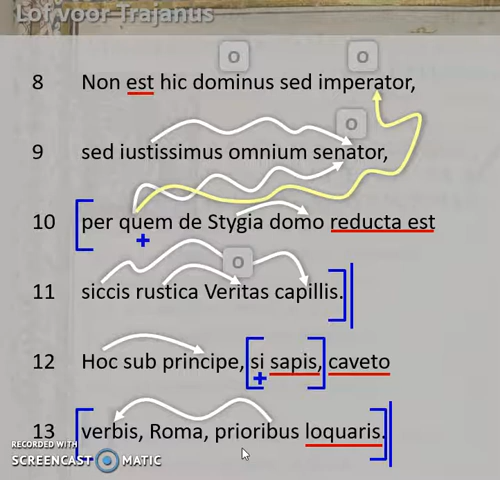 Lof voor Trajanus
O O
8 Non est hic dominus sed imperator,
O
9 sed iustissimus omnium senator,
10 [per quem de Stygia domo reducta est
+
O
11 siccis rustica Veritas capillis.]
12 Hoc sub principe, [si sapis,] caveto
+
13 [verbis, Roma, prioribus loquaris.]
RECORDED WITH
SCREENCAST O MATIC